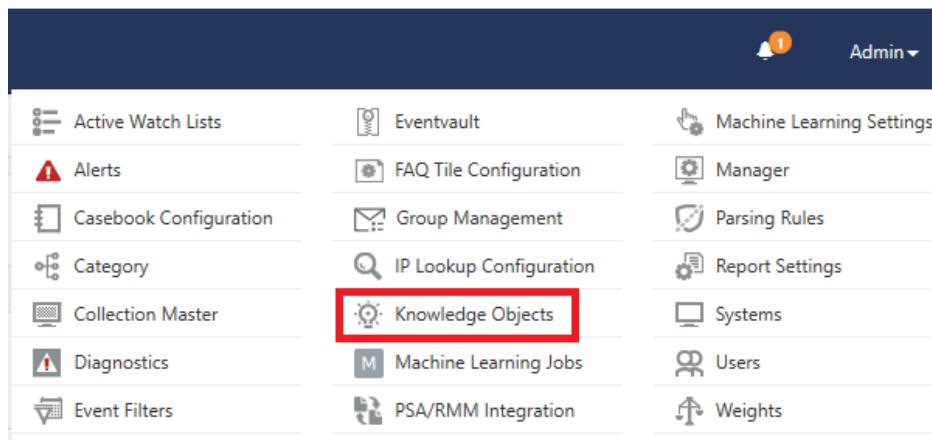 1
Admin
Active Watch Lists
Eventvault
Machine Learning Settings
Alerts
FAQ Tile Configuration
Manager
Casebook Configuration
Group Management
Parsing Rules
Category
IP Lookup Configuration
Report Settings
Collection Master
Knowledge Objects
Systems
Diagnostics
M
Machine Learning Jobs
Users
Event Filters
PSA/RMM Integration
Weights